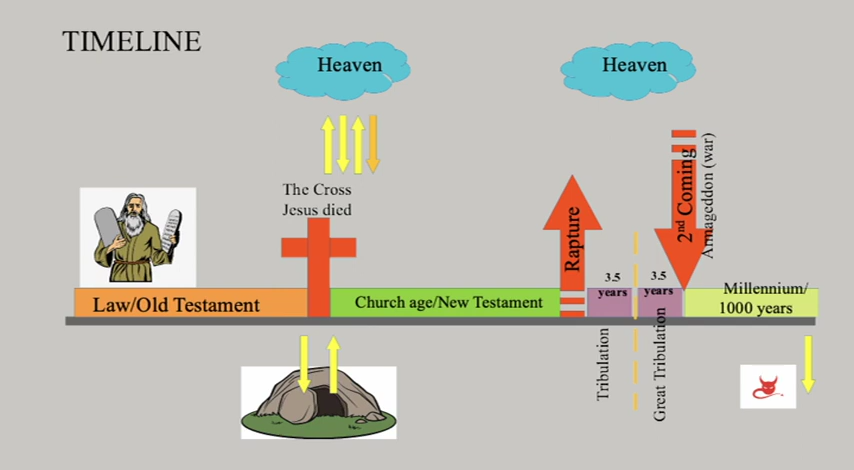 TIMELINE
Heaven
Heaven
The Cross
Jesus died
Rapture
2nd Coming
Armageddon (war)
Law/Old Testament
Church age/New Testament
3.5
years
3.5
years
Millennium/
1000 years
Tribulation
Great Tribulation